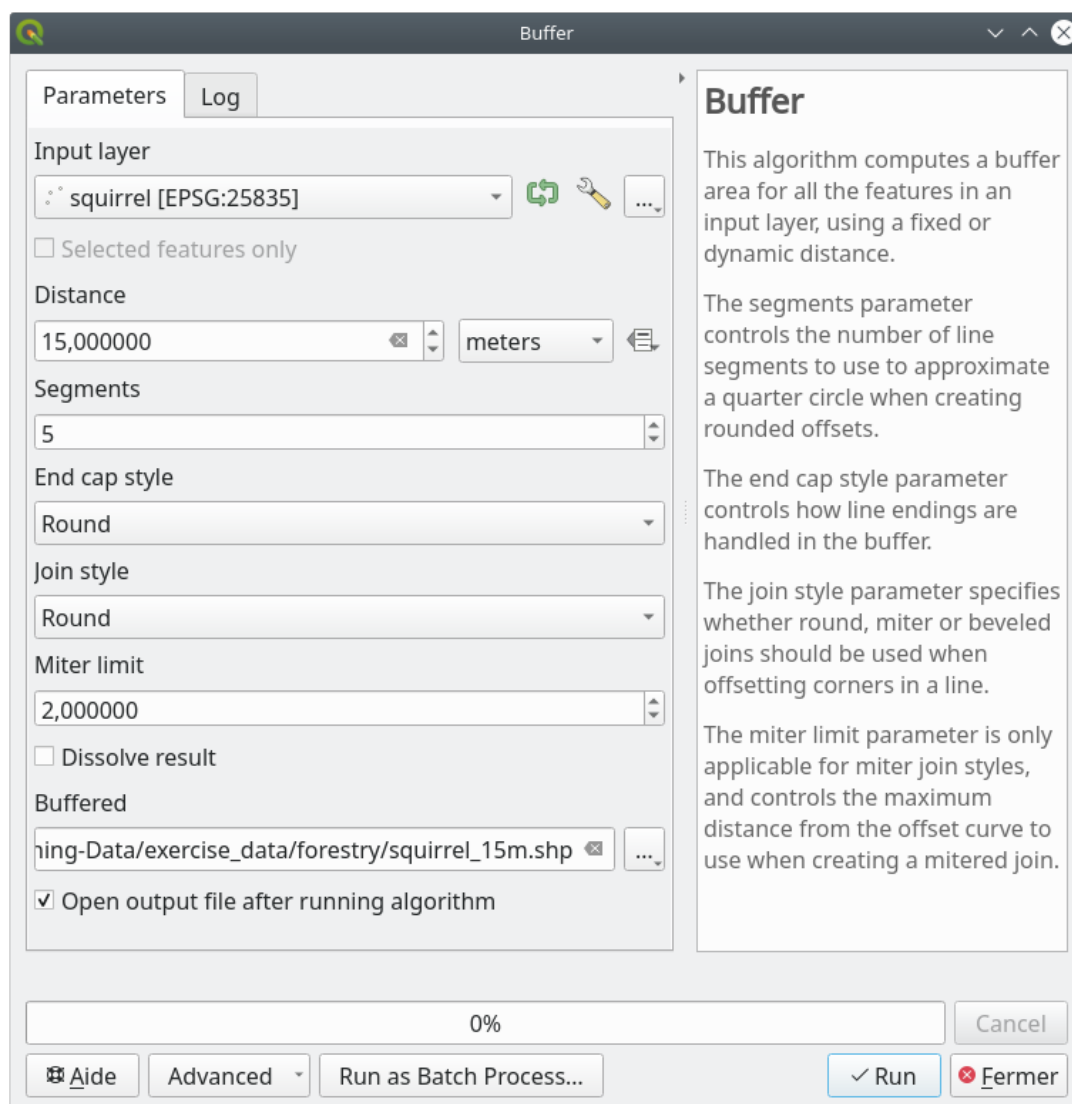 Buffer
Parameters
Log
Input layer
squirrel [EPSG:25835]
...
Selected features only
Distance
15,000000
meters
Segments
5
End cap style
Round
Join style
Round
Miter limit
2,000000
Dissolve result
Buffered
ning-Data/exercise_data/forestry/squirrel_15m.shp
...
Open output file after running algorithm
Buffer
This algorithm computes a buffer
area for all the features in an
input layer, using a fixed or
dynamic distance.
The segments parameter
controls the number of line
segments to use to approximate
a quarter circle when creating
rounded offsets.
The end cap style parameter
controls how line endings are
handled in the buffer.
The join style parameter specifies
whether round, miter or beveled
joins should be used when
offsetting corners in a line.
The miter limit parameter is only
applicable for miter join styles,
and controls the maximum
distance from the offset curve to
use when creating a mitered join.
0%
Cancel
Aide
Advanced
Run as Batch Process...
Run
Fermer